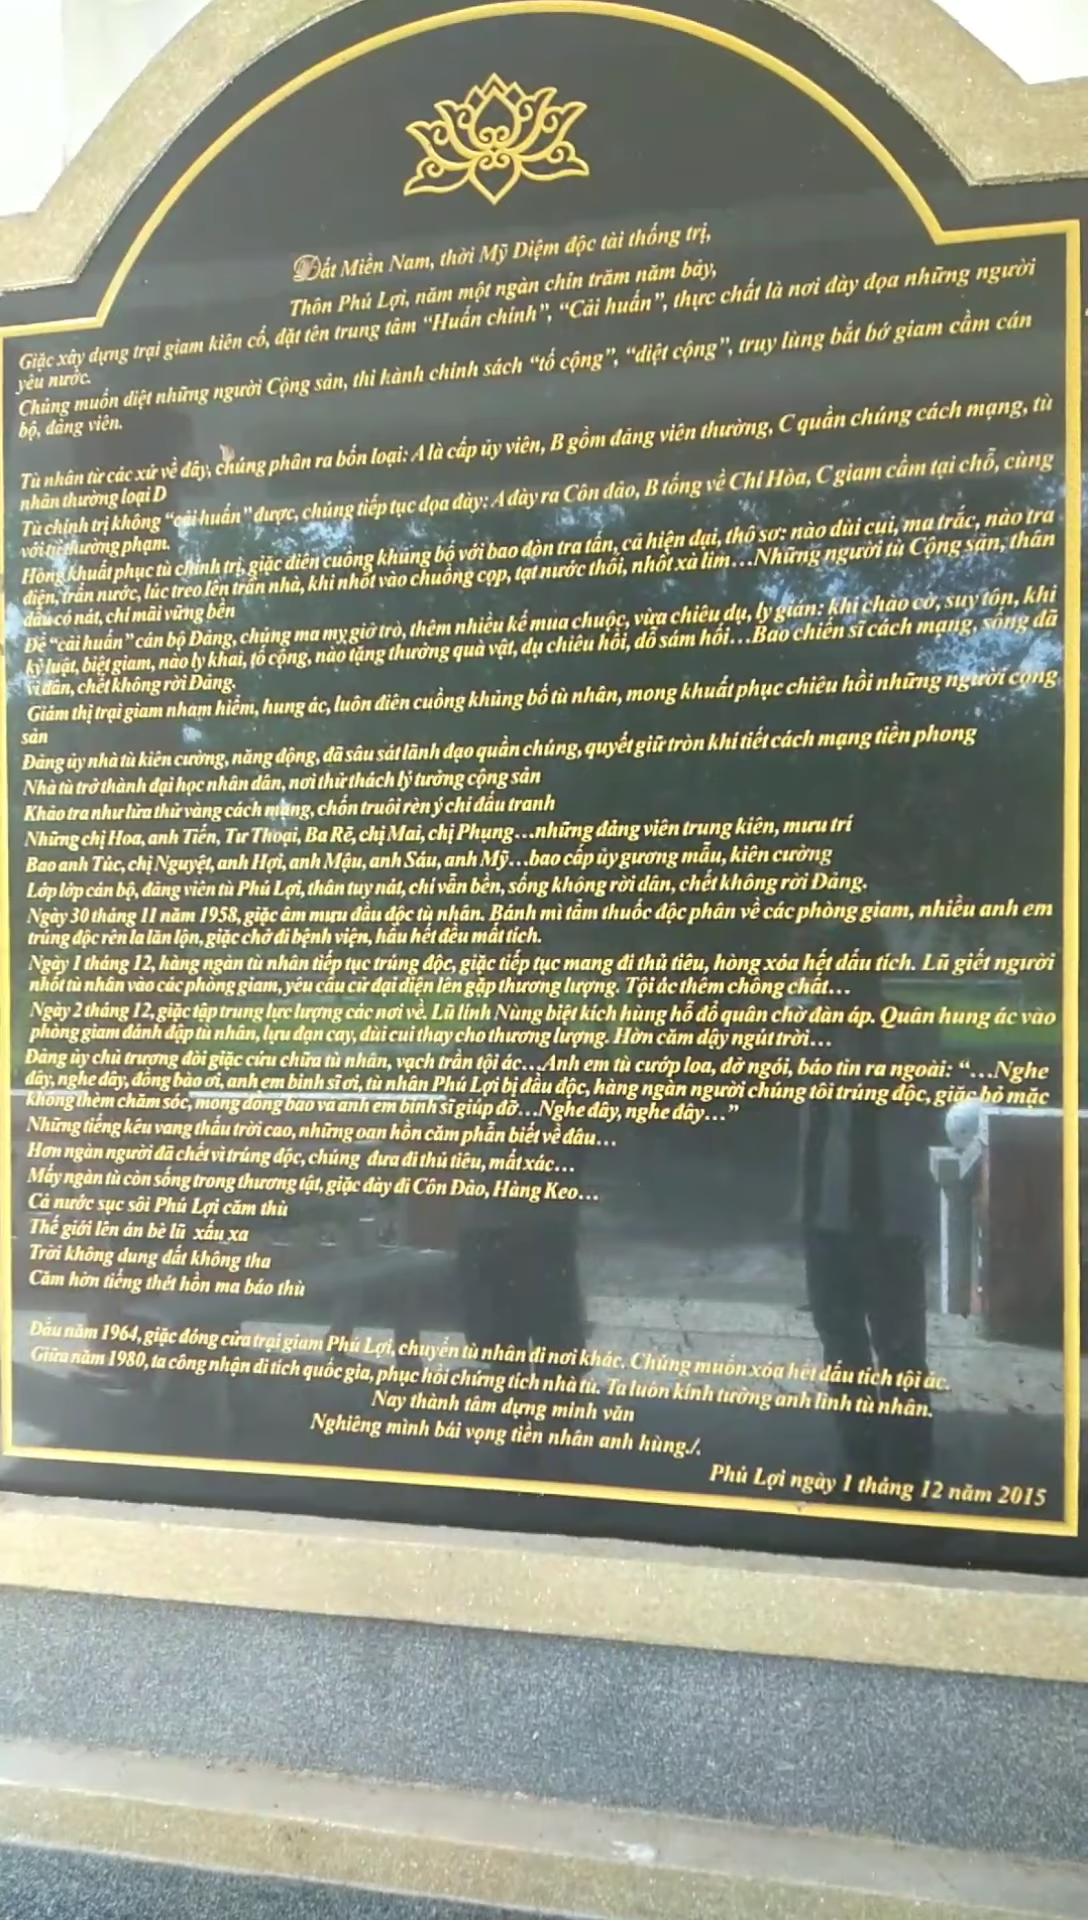 Đất Miền Nam, thời Mỹ Diệm độc tài thống trị,
Thôn Phú Lợi, năm một ngàn chín trăm năm bảy,
Giặc xây dựng trại giam kiên cố, đặt tên trung tâm “Huấn chính”, “Cải huấn”, thực chất là nơi đày đọa những người
yêu nước.
Chúng muốn diệt những người Cộng sản, thi hành chính sách “tố cộng”, “diệt cộng”, truy lùng bắt bớ giam cầm cán
bộ, đảng viên.
Tù nhân từ các xứ về đây, chúng phân ra bốn loại: A là cấp ủy viên, B gồm đảng viên thường, C quần chúng cách mạng, tù
nhân thường loại D
Tù chính trị không “cải huấn” được, chúng tiếp tục đọa đày: A đày ra Côn đảo, B tống về Chí Hòa, C giam cầm tại chỗ, cùng
với tù thường phạm.
Hòng khuất phục tù chính trị, giặc điên cuồng khủng bố với bao đòn tra tấn, cả hiện đại, thô sơ: nào dùi cui, ma trắc, nào tra
điện, trấn nước, lúc treo lên trần nhà, khi nhốt vào chuồng cọp, tạt nước thối, nhốt xà lim…Những người tù Cộng sản, thân
dẫu có nát, chí mãi vững bền
Để “cải huấn” cán bộ Đảng, chúng ma mỵ giở trò, thêm nhiều kế mua chuộc, vừa chiêu dụ, ly gián: khi chào cờ, suy tôn, khi
kỷ luật, biệt giam, nào ly khai, tố cộng, nào tặng thưởng quà vật, dụ chiêu hồi, dỗ sám hối…Bao chiến sĩ cách mạng, sống đã
vì dân, chết không rời Đảng.
Giám thị trại giam nham hiểm, hung ác, luôn điên cuồng khủng bố tù nhân, mong khuất phục chiêu hồi những người cộng
sản
Đảng ủy nhà tù kiên cường, năng động, đã sâu sát lãnh đạo quần chúng, quyết giữ tròn khí tiết cách mạng tiền phong
Nhà tù trở thành đại học nhân dân, nơi thử thách lý tưởng cộng sản
Khảo tra như lửa thử vàng cách mạng, chốn truôi rèn ý chí đấu tranh
Những chị Hoa, anh Tiến, Tư Thoại, Ba Rẽ, chị Mai, chị Phụng…những đảng viên trung kiên, mưu trí
Bao anh Túc, chị Nguyệt, anh Hợi, anh Mậu, anh Sáu, anh Mỹ…bao cấp ủy gương mẫu, kiên cường
Lớp lớp cán bộ, đảng viên tù Phú Lợi, thân tuy nát, chí vẫn bền, sống không rời dân, chết không rời Đảng.
Ngày 30 tháng 11 năm 1958, giặc âm mưu đầu độc tù nhân. Bánh mì tẩm thuốc độc phân về các phòng giam, nhiều anh em
trúng độc rên la lăn lộn, giặc chở đi bệnh viện, hầu hết đều mất tích.
Ngày 1 tháng 12, hàng ngàn tù nhân tiếp tục trúng độc, giặc tiếp tục mang đi thủ tiêu, hòng xóa hết dấu tích. Lũ giết người
nhốt tù nhân vào các phòng giam, yêu cầu cử đại diện lên gặp thương lượng. Tội ác thêm chồng chất…
Ngày 2 tháng 12, giặc tập trung lực lượng các nơi về. Lũ lính Nùng biệt kích hùng hỗ đổ quân chờ đàn áp. Quân hung ác vào
phòng giam đánh đập tù nhân, lựu đạn cay, dùi cui thay cho thương lượng. Hờn căm dậy ngút trời…
Đảng ủy chủ trương đòi giặc cứu chữa tù nhân, vạch trần tội ác…Anh em tù cướp loa, dở ngói, báo tin ra ngoài: “…Nghe
đây, nghe đây, đồng bào ơi, anh em binh sĩ ơi, tù nhân Phú Lợi bị đầu độc, hàng ngàn người chúng tôi trúng độc, giặc bỏ mặc
không thèm chăm sóc, mong đồng bào và anh em binh sĩ giúp đỡ…Nghe đây, nghe đây…”
Những tiếng kêu vang thấu trời cao, những oan hồn căm phẫn biết về đâu…
Hơn ngàn người đã chết vì trúng độc, chúng đưa đi thủ tiêu, mất xác…
Mấy ngàn tù còn sống trong thương tật, giặc đày đi Côn Đảo, Hàng Keo…
Cả nước sục sôi Phú Lợi căm thù
Thế giới lên án bè lũ xấu xa
Trời không dung đất không tha
Căm hờn tiếng thét hồn ma báo thù
Đầu năm 1964, giặc đóng cửa trại giam Phú Lợi, chuyển tù nhân đi nơi khác. Chúng muốn xóa hết dấu tích tội ác.
Giữa năm 1980, ta công nhận di tích quốc gia, phục hồi chứng tích nhà tù. Ta luôn kính tưởng anh linh tù nhân.
Nay thành tâm dựng minh văn
Nghiêng mình bái vọng tiền nhân anh hùng./.
Phú Lợi ngày 1 tháng 12 năm 2015